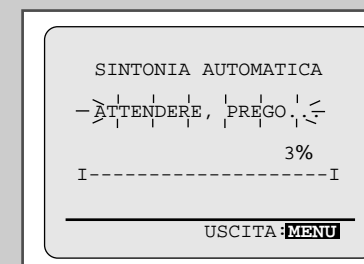 SINTONIA AUTOMATICA
ATTENDERE, PREGO...
3%
I--------------------I
USCITA:MENU